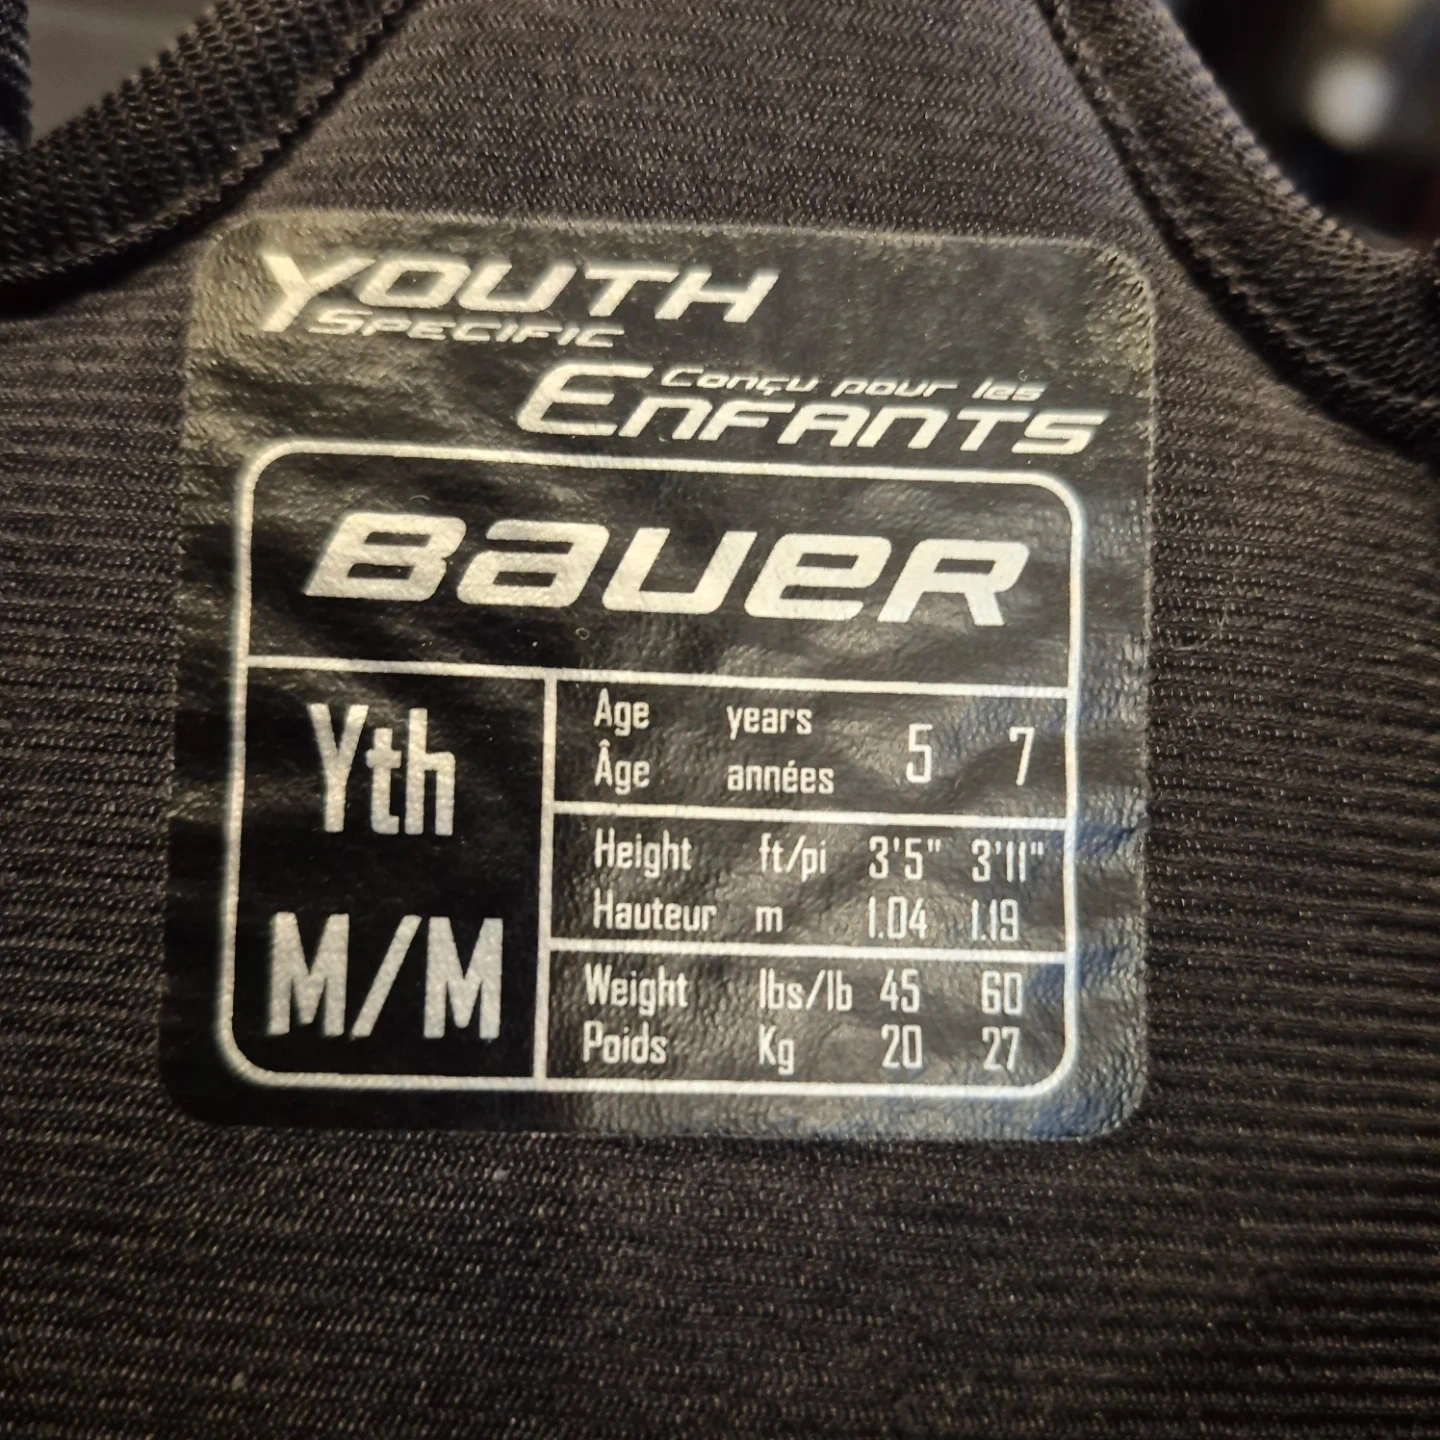 YOUTH
SPECIFIC
Conçu pour les
ENFANTS
BAUER
Yth
M/M
Age years 5 7
Âge années
Height ft/pi 3'5" 3'11"
Hauteur m 1.04 1.19
Weight lbs/lb 45 60
Poids Kg 20 27